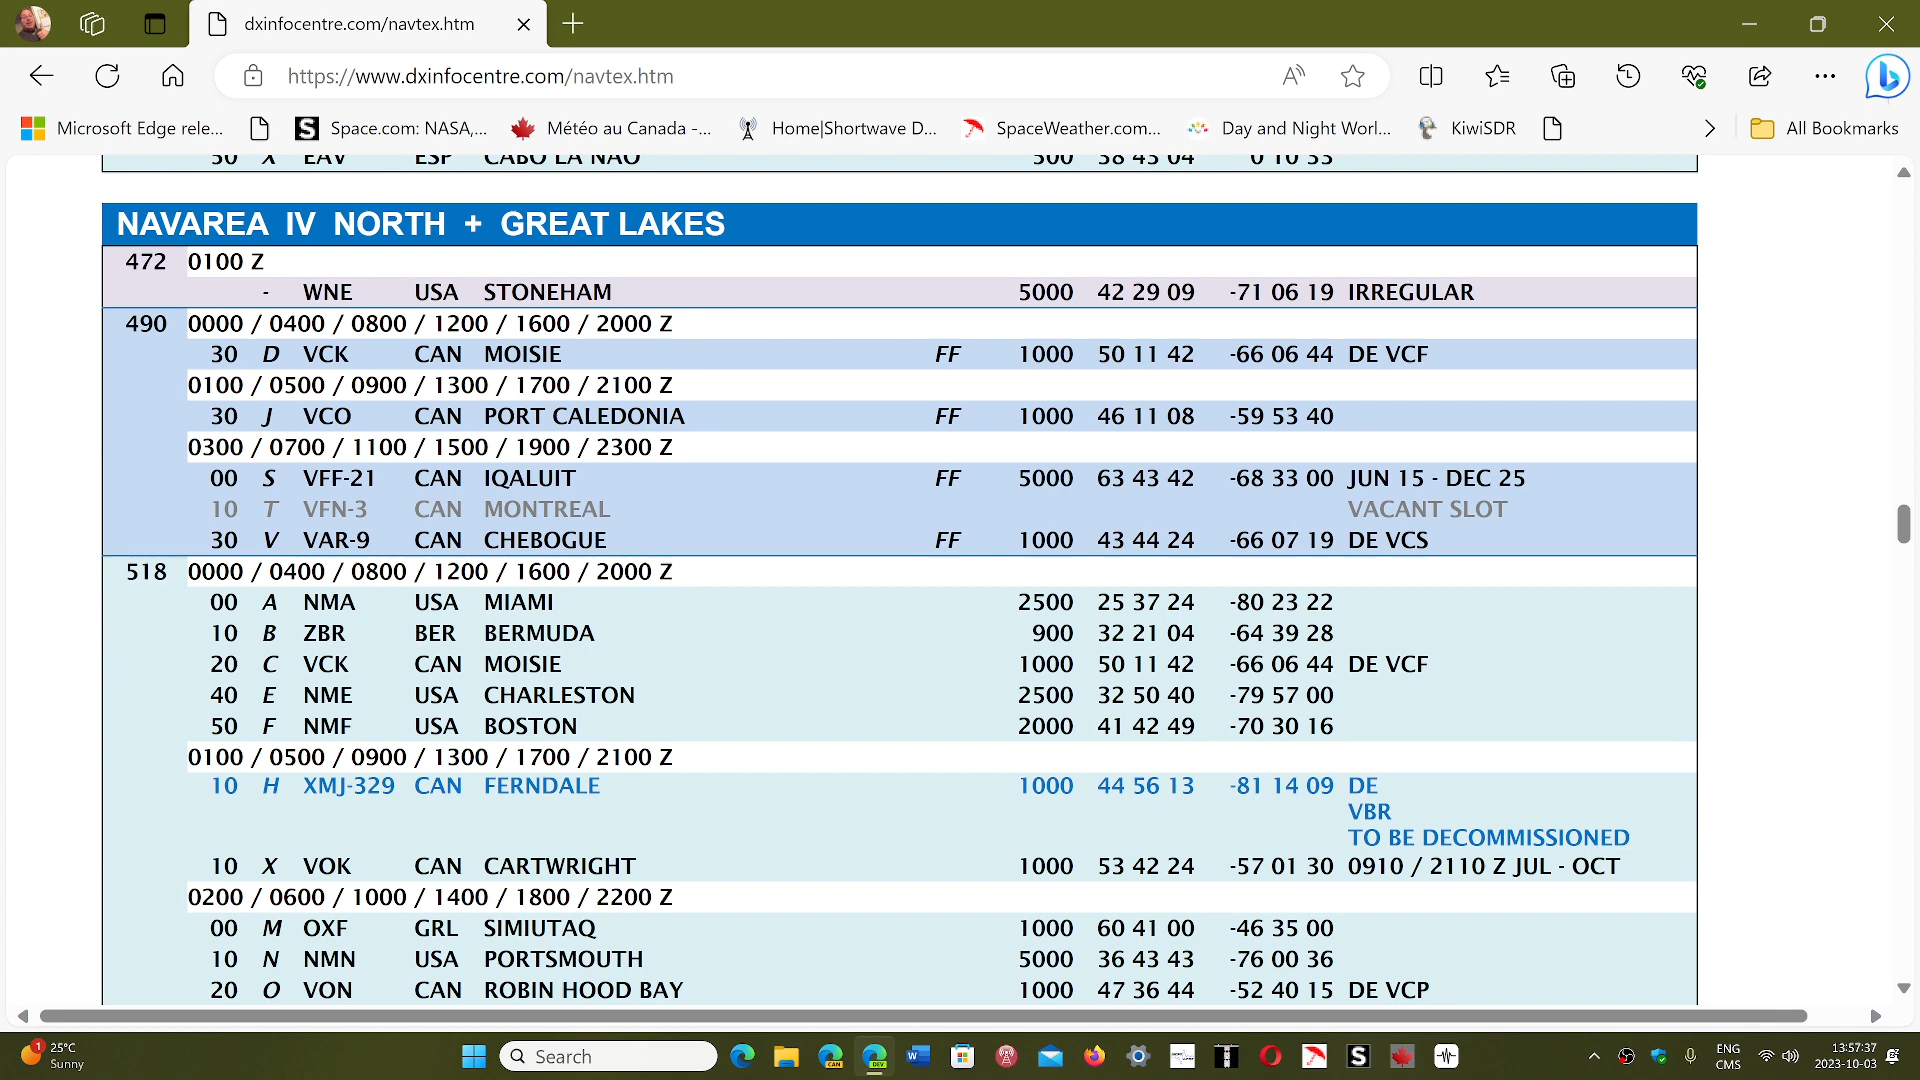 dxinfocentre.com/navtex.htm
https://www.dxinfocentre.com/navtex.htm
Microsoft Edge rele... Space.com: NASA,... Météo au Canada -... Home|Shortwave D... SpaceWeather.com... Day and Night Worl... KiwiSDR All Bookmarks
50 X EAV ESP CABO LA NAO 500 38 43 04 0 10 33
NAVAREA IV NORTH + GREAT LAKES
472 0100 Z
- WNE USA STONEHAM 5000 42 29 09 -71 06 19 IRREGULAR
490 0000 / 0400 / 0800 / 1200 / 1600 / 2000 Z
30 D VCK CAN MOISIE FF 1000 50 11 42 -66 06 44 DE VCF
0100 / 0500 / 0900 / 1300 / 1700 / 2100 Z
30 J VCO CAN PORT CALEDONIA FF 1000 46 11 08 -59 53 40
0300 / 0700 / 1100 / 1500 / 1900 / 2300 Z
00 S VFF-21 CAN IQALUIT FF 5000 63 43 42 -68 33 00 JUN 15 - DEC 25
10 T VFN-3 CAN MONTREAL VACANT SLOT
30 V VAR-9 CAN CHEBOGUE FF 1000 43 44 24 -66 07 19 DE VCS
518 0000 / 0400 / 0800 / 1200 / 1600 / 2000 Z
00 A NMA USA MIAMI 2500 25 37 24 -80 23 22
10 B ZBR BER BERMUDA 900 32 21 04 -64 39 28
20 C VCK CAN MOISIE 1000 50 11 42 -66 06 44 DE VCF
40 E NME USA CHARLESTON 2500 32 50 40 -79 57 00
50 F NMF USA BOSTON 2000 41 42 49 -70 30 16
0100 / 0500 / 0900 / 1300 / 1700 / 2100 Z
10 H XMJ-329 CAN FERNDALE 1000 44 56 13 -81 14 09 DE
VBR
TO BE DECOMMISSIONED
10 X VOK CAN CARTWRIGHT 1000 53 42 24 -57 01 30 0910 / 2110 Z JUL - OCT
0200 / 0600 / 1000 / 1400 / 1800 / 2200 Z
00 M OXF GRL SIMIUTAQ 1000 60 41 00 -46 35 00
10 N NMN USA PORTSMOUTH 5000 36 43 43 -76 00 36
20 O VON CAN ROBIN HOOD BAY 1000 47 36 44 -52 40 15 DE VCP
1 25°C Search ENG 13:57:37
Sunny CMS 2023-10-03